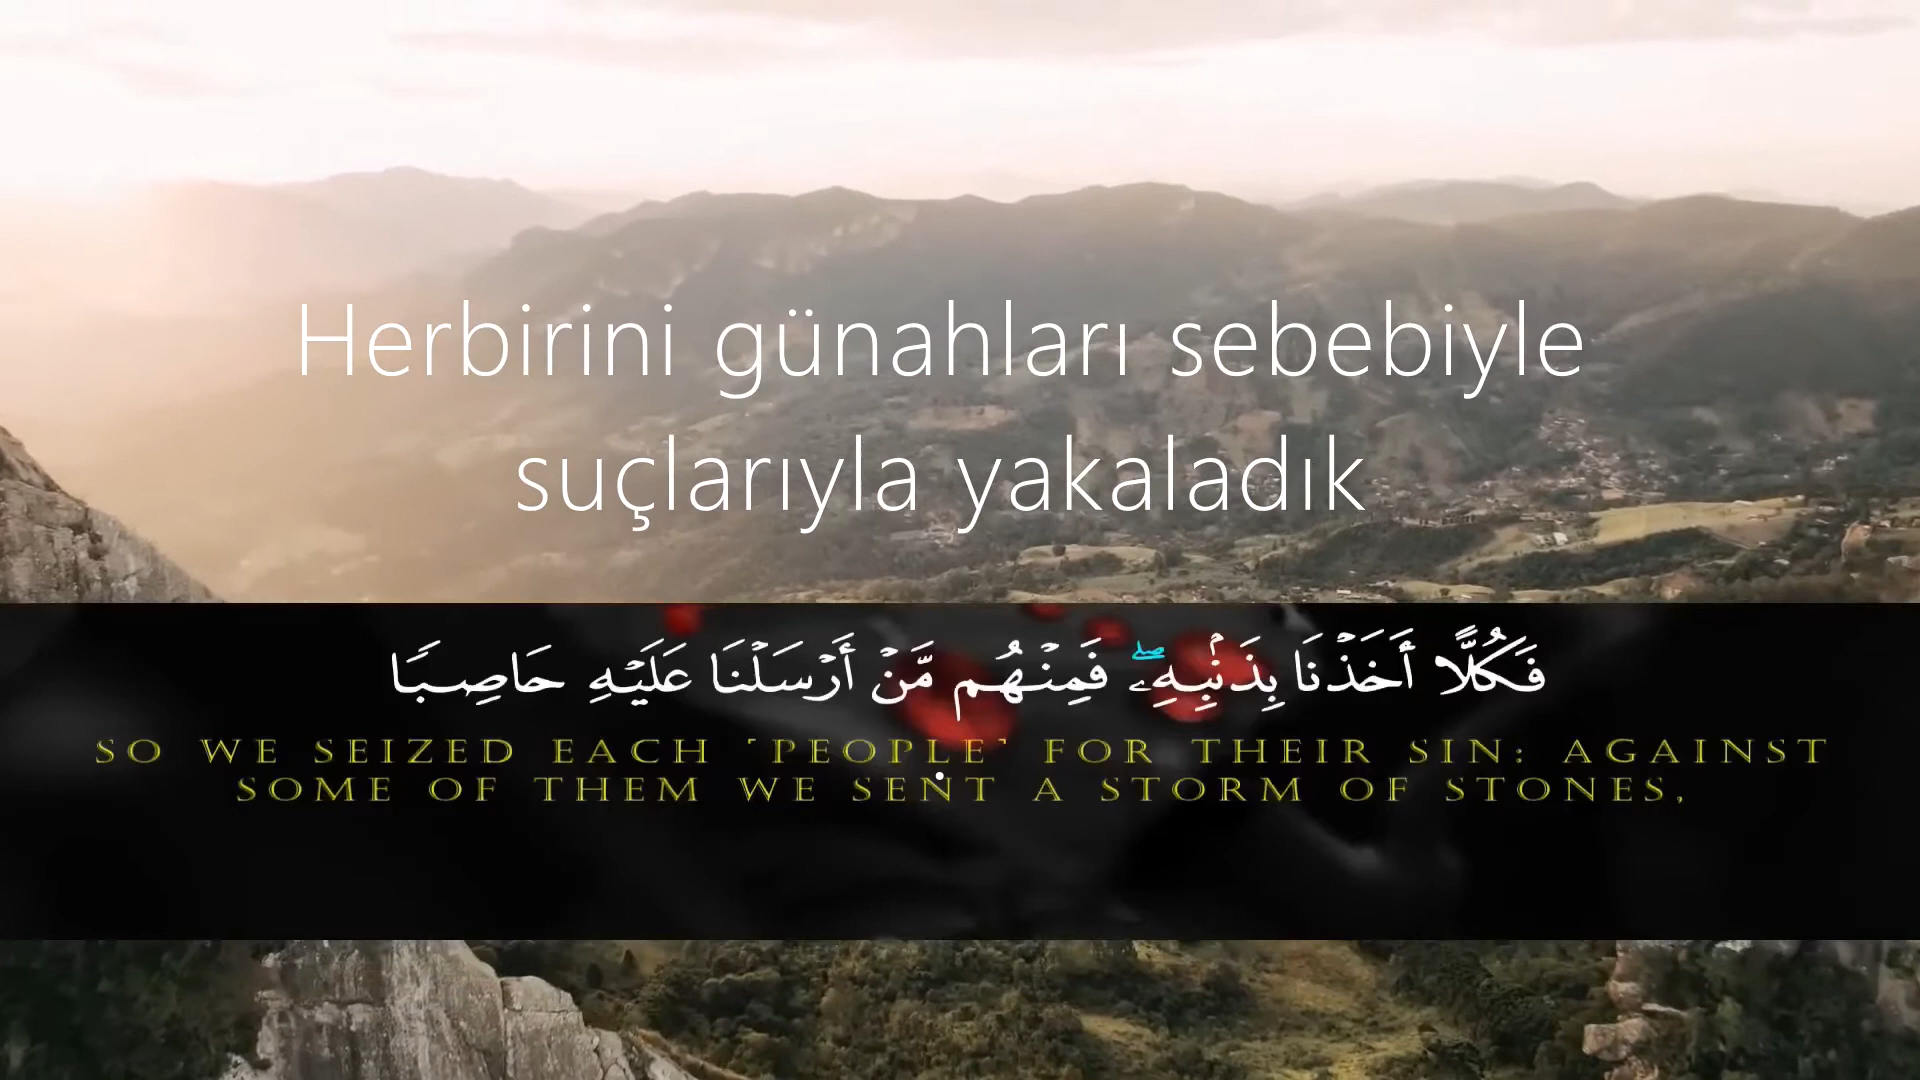 Herbirini günahları sebebiyle
suçlarıyla yakaladık
فَكُلًّا أَخَذْنَا بِذَنۢبِهِۦۖ فَمِنْهُم مَّنْ أَرْسَلْنَا عَلَيْهِ حَاصِبًا
SO WE SEIZED EACH ˹PEOPLE˺ FOR THEIR SIN: AGAINST
SOME OF THEM WE SENT A STORM OF STONES,